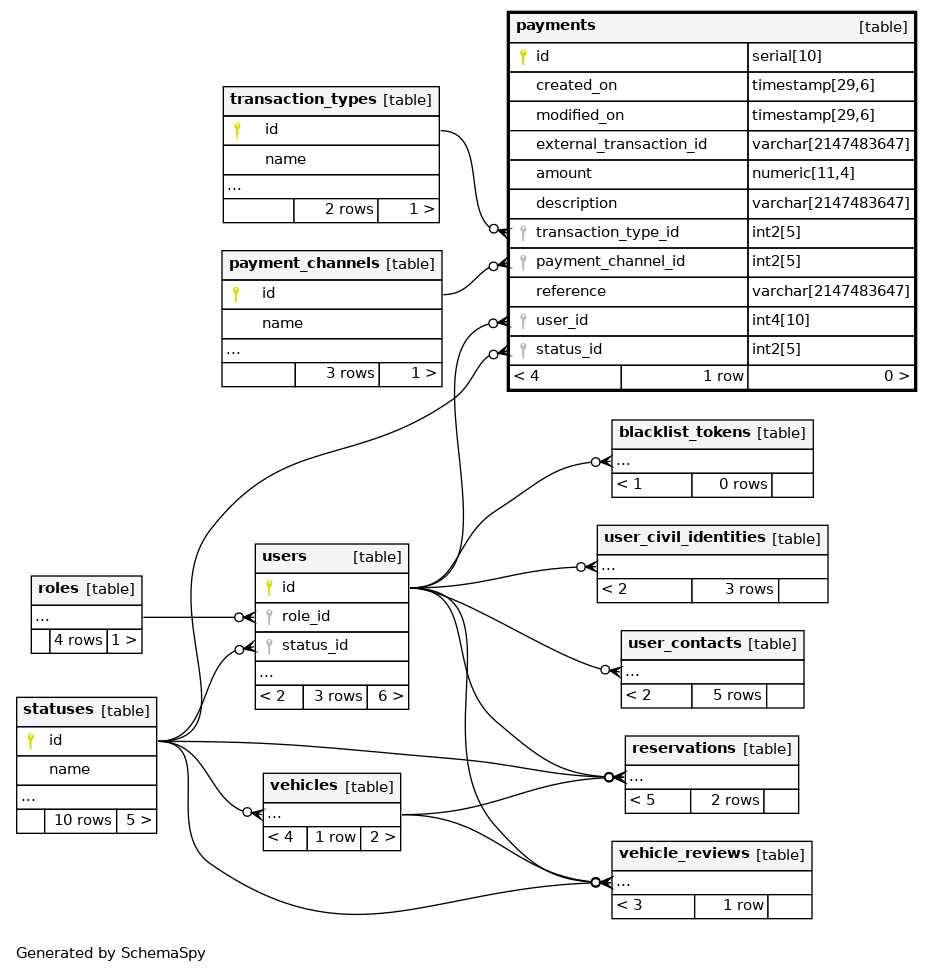 payments [table]
id serial[10]
created_on timestamp[29,6]
modified_on timestamp[29,6]
external_transaction_id varchar[2147483647]
amount numeric[11,4]
description varchar[2147483647]
transaction_type_id int2[5]
payment_channel_id int2[5]
reference varchar[2147483647]
user_id int4[10]
status_id int2[5]
< 4 1 row 0 >
transaction_types [table]
id
name
...
2 rows 1 >
payment_channels [table]
id
name
...
3 rows 1 >
blacklist_tokens [table]
...
< 1 0 rows
user_civil_identities [table]
...
< 2 3 rows
users [table]
id
role_id
status_id
...
< 2 3 rows 6 >
roles [table]
...
4 rows 1 >
user_contacts [table]
...
< 2 5 rows
statuses [table]
id
name
...
10 rows 5 >
reservations [table]
...
< 5 2 rows
vehicles [table]
...
< 4 1 row 2 >
vehicle_reviews [table]
...
< 3 1 row
Generated by SchemaSpy